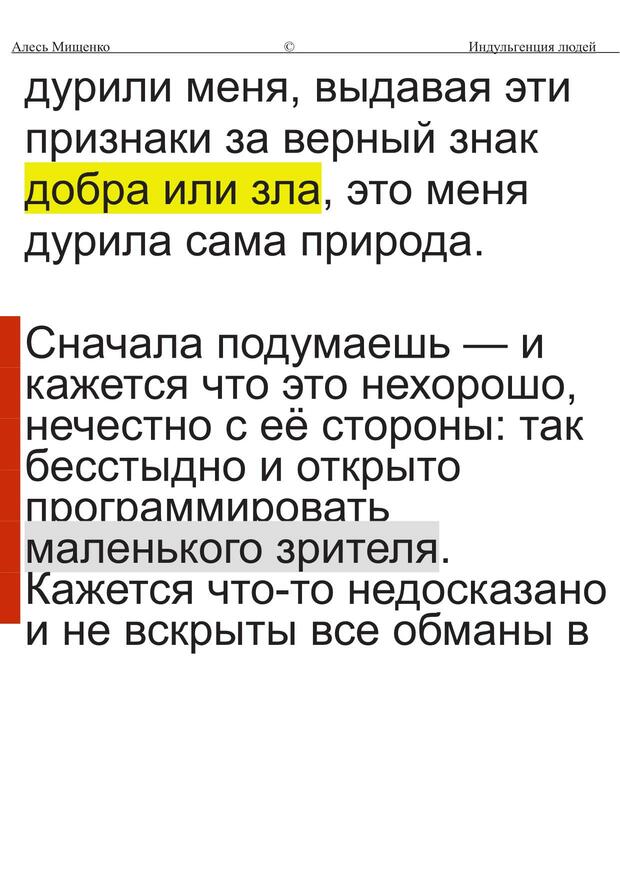 Алесь Мищенко © Индульгенция людей
дурили меня, выдавая эти
признаки за верный знак
добра или зла, это меня
дурила сама природа.
Сначала подумаешь — и
кажется что это нехорошо,
нечестно с её стороны: так
бесстыдно и открыто
программировать
маленького зрителя.
Кажется что-то недосказано
и не вскрыты все обманы в